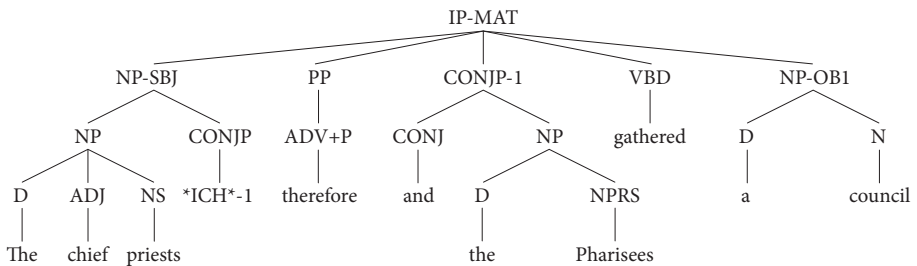 IP-MAT
NP-SBJ PP CONJP-1 VBD NP-OB1
NP CONJP ADV+P CONJ NP gathered D N
D ADJ NS *ICH*-1 therefore and D NPRS a council
The chief priests the Pharisees